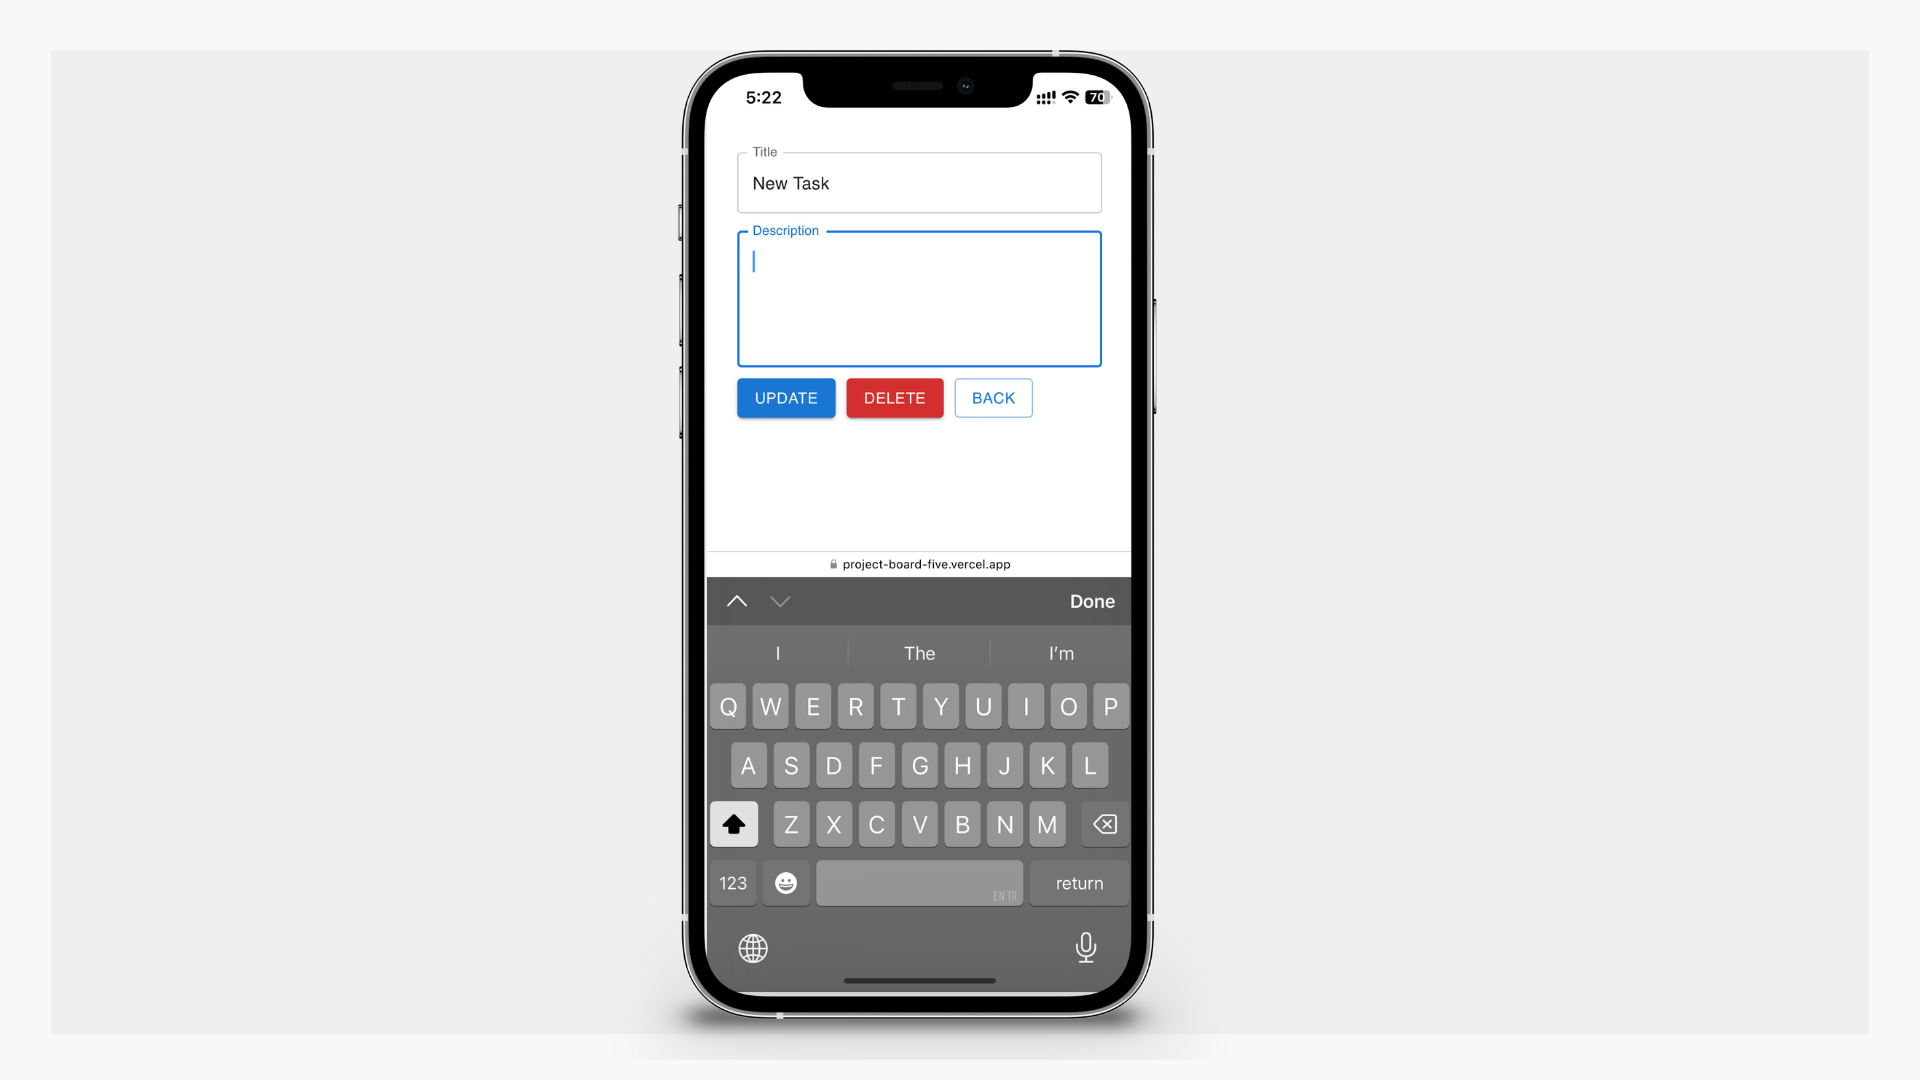 5:22
70
Title
New Task
Description
UPDATE DELETE BACK
project-board-five.vercel.app
Done
I The I’m
Q W E R T Y U I O P
A S D F G H J K L
Z X C V B N M
123 EN TR return